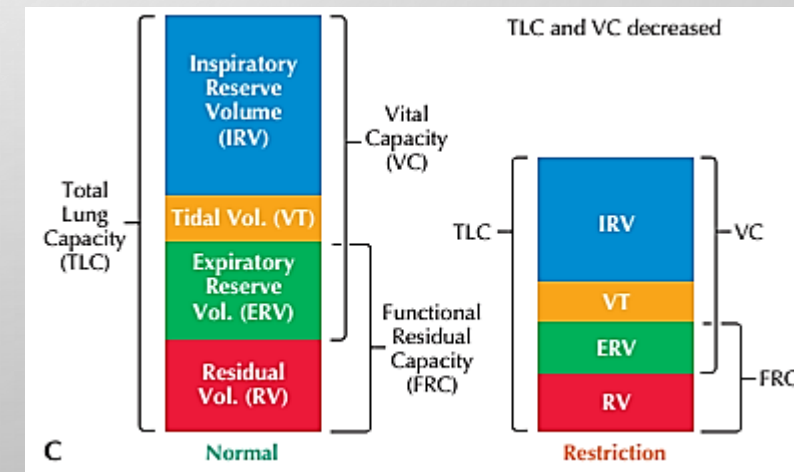 TLC and VC decreased
Inspiratory
Reserve
Volume
(IRV)
Vital
Capacity
(VC)
Total
Lung
Capacity
(TLC)
Tidal Vol. (VT)
Expiratory
Reserve
Vol. (ERV)
Functional
Residual
Capacity
(FRC)
Residual
Vol. (RV)
C
Normal
TLC
IRV
VC
VT
ERV
FRC
RV
Restriction